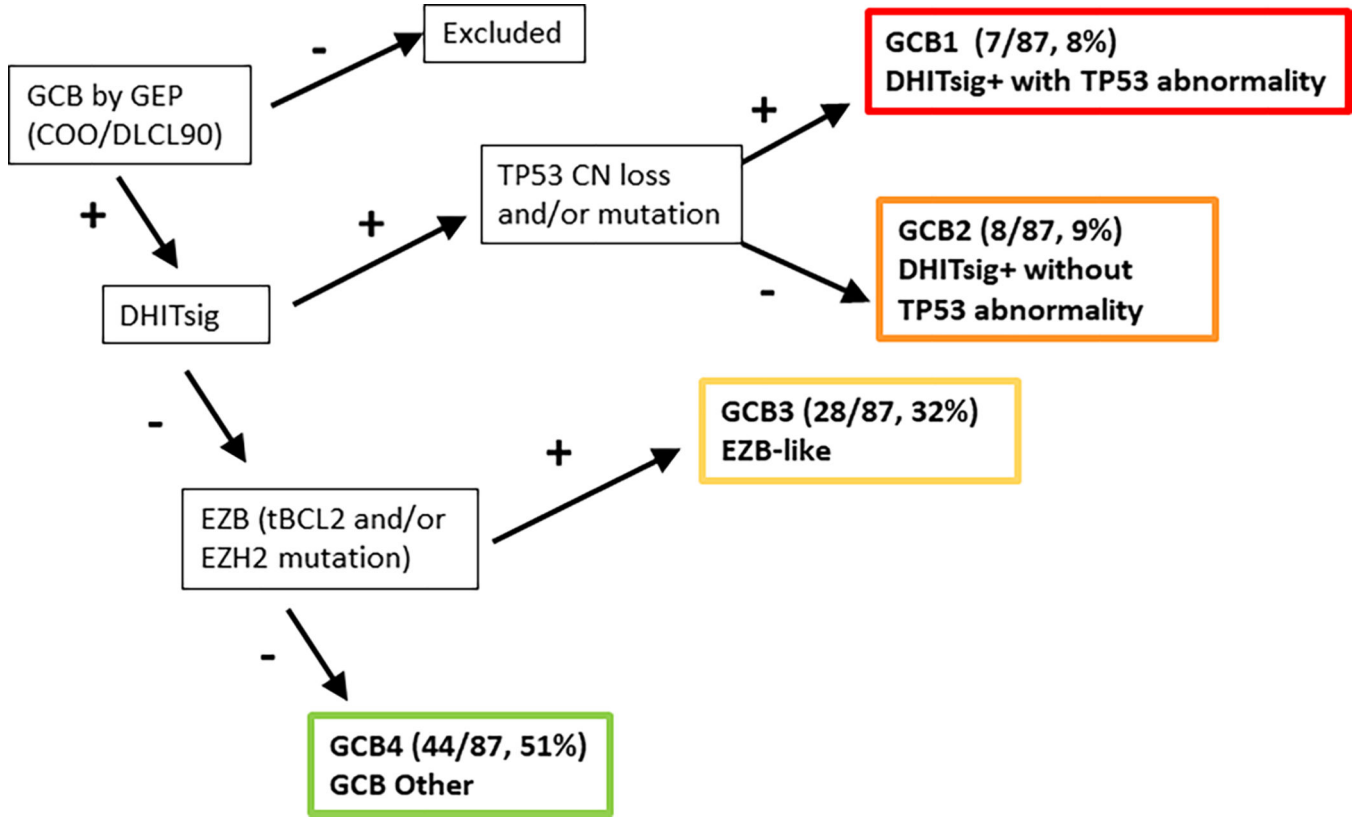 Excluded
-
GCB by GEP
(COO/DLCL90)
+
GCB1  (7/87, 8%)
DHITsig+ with TP53 abnormality
+
TP53 CN loss
and/or mutation
-
GCB2 (8/87, 9%)
DHITsig+ without
TP53 abnormality
+
DHITsig
-
GCB3 (28/87, 32%)
EZB-like
+
EZB (tBCL2 and/or
EZH2 mutation)
-
GCB4 (44/87, 51%)
GCB Other